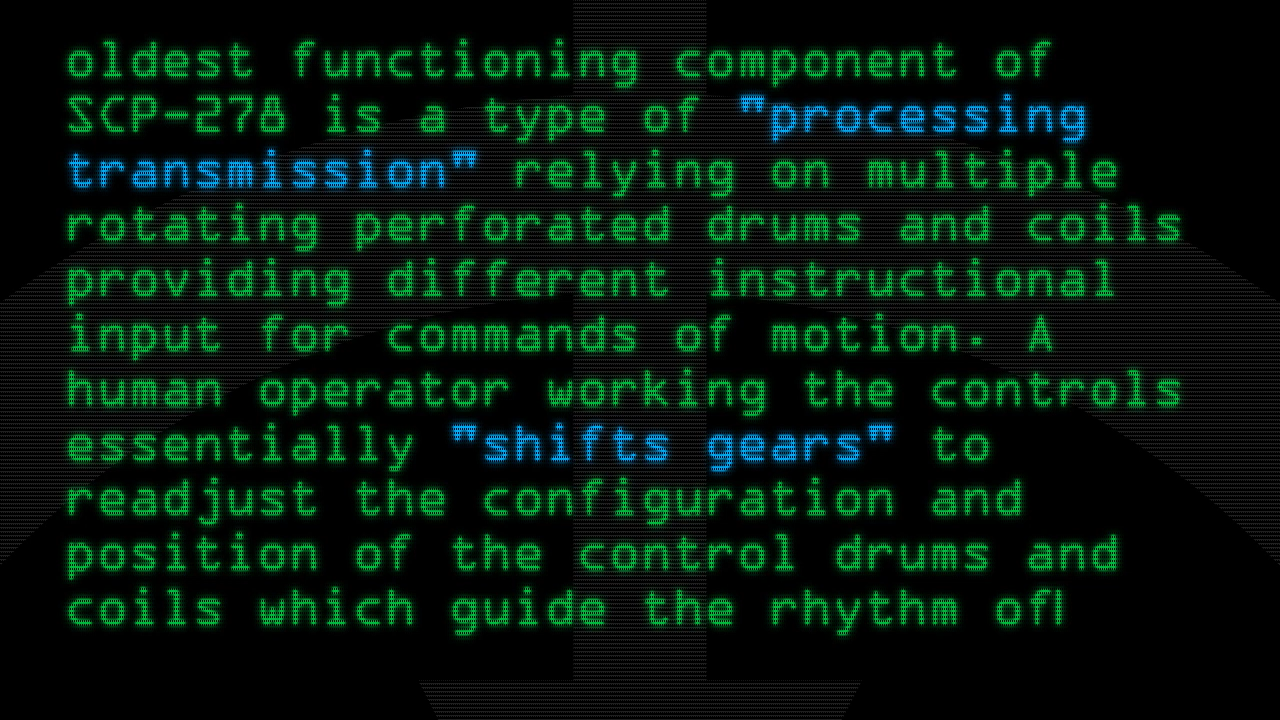 oldest functioning component of
SCP-278 is a type of "processing
transmission" relying on multiple
rotating perforated drums and coils
providing different instructional
input for commands of motion. A
human operator working the controls
essentially "shifts gears" to
readjust the configuration and
position of the control drums and
coils which guide the rhythm of